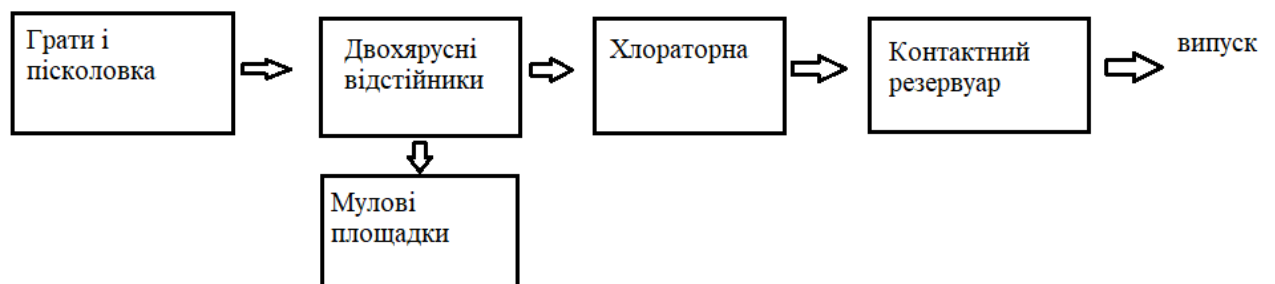 Грати і
пісколовка
Двохярусні
відстійники
Хлораторна
Контактний
резервуар
випуск
Мулові
площадки